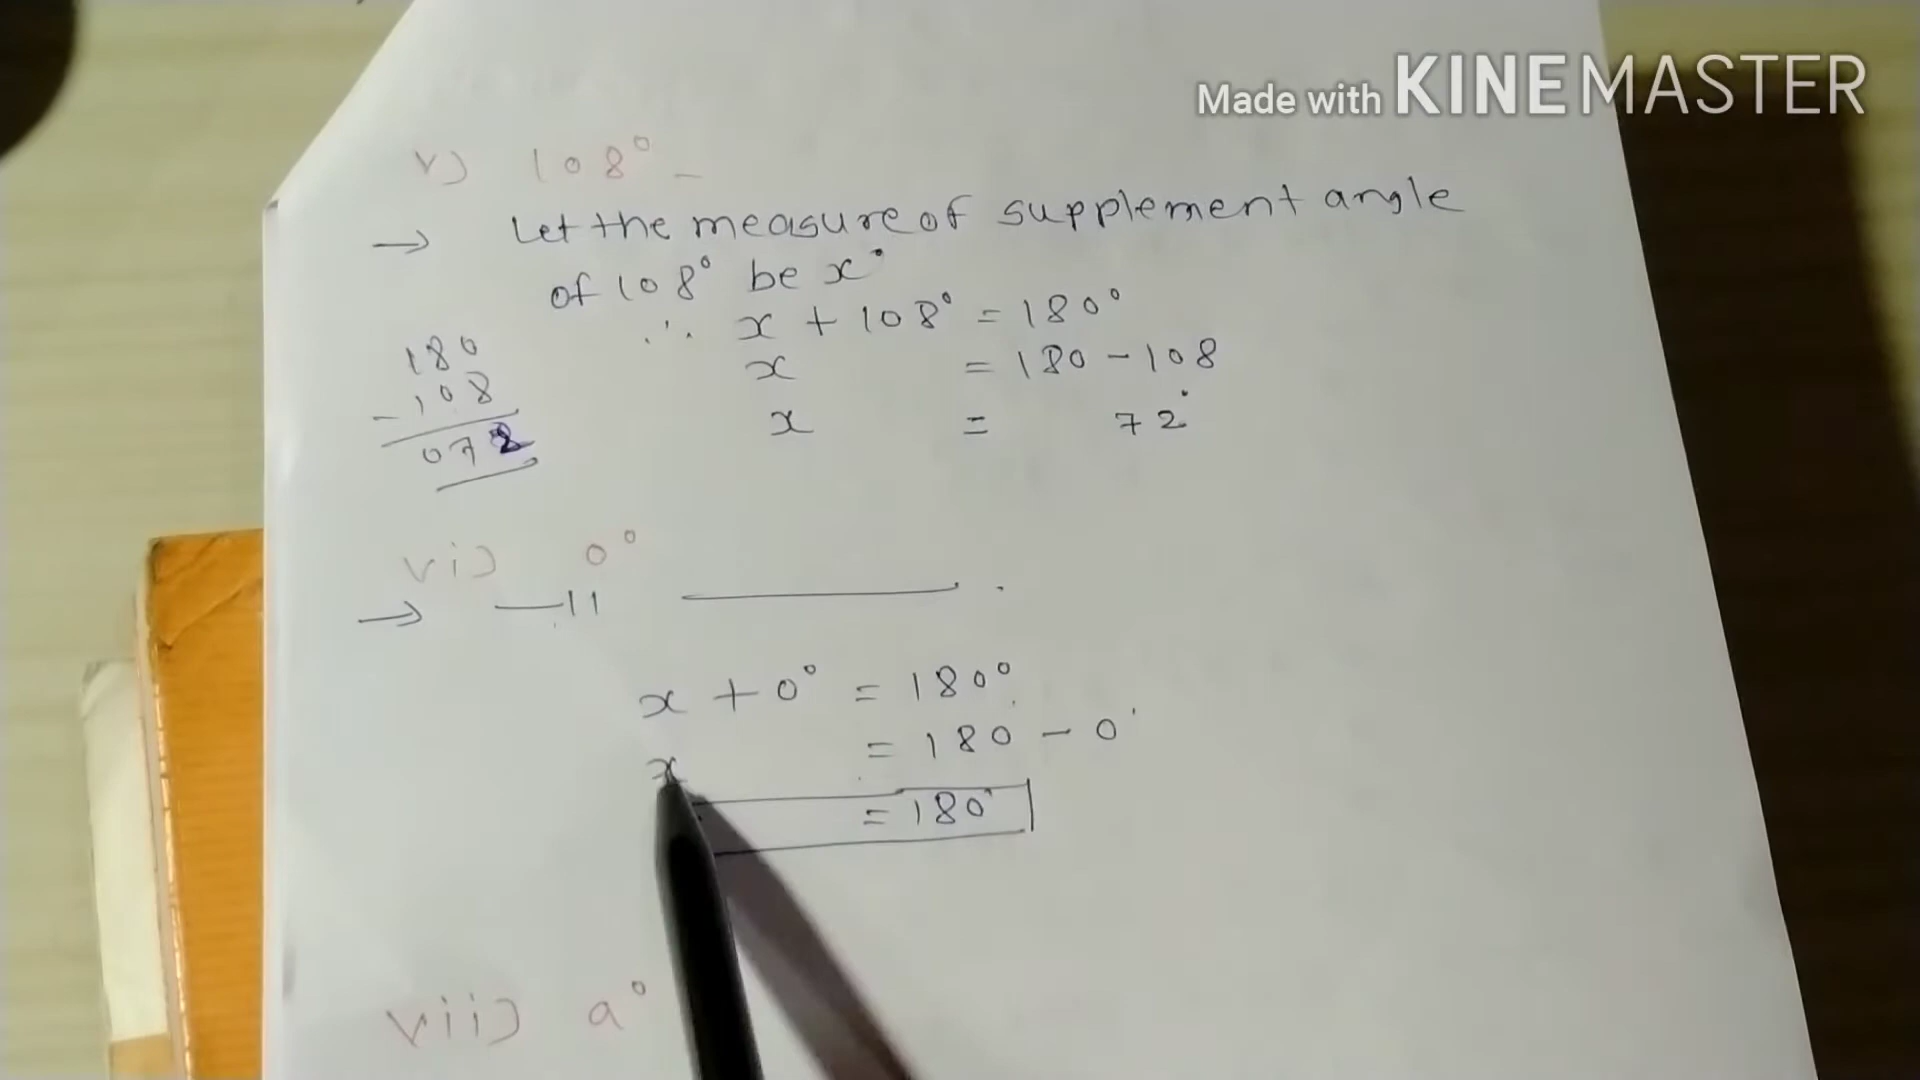 Made with KINEMASTER
v) 108° -
→ Let the measure of supplement angle
of 108° be x°
∴ x + 108° = 180°
x = 180 - 108
x = 72°
180
- 108
072
vi) 0°
→ —11 ——— .
x + 0° = 180°
x = 180 - 0°
= 180°
vii) a°